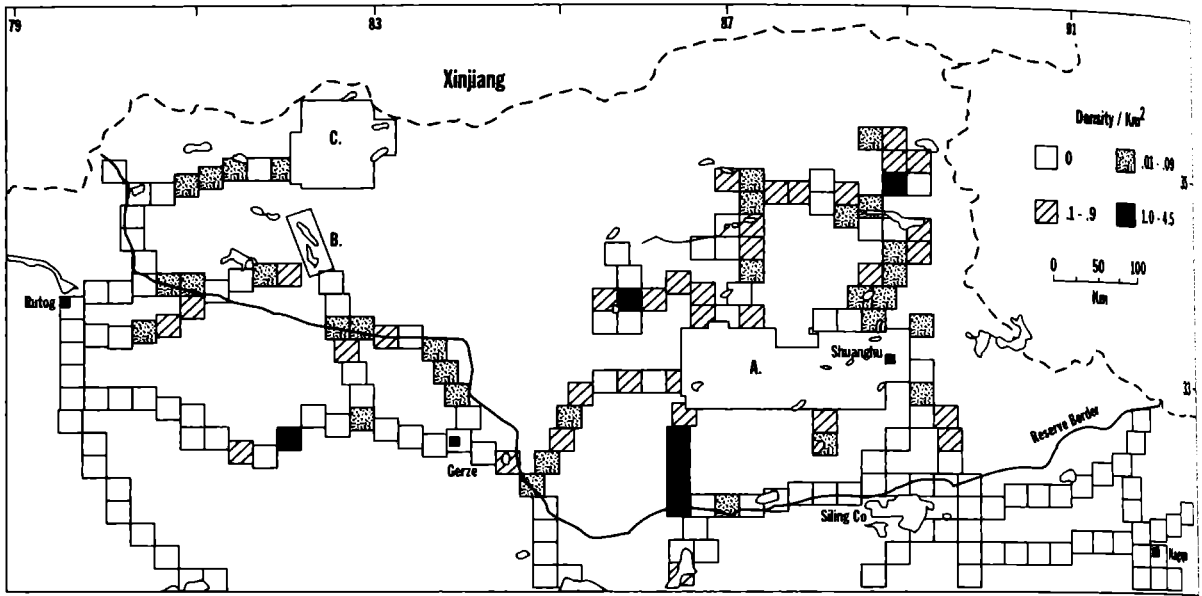 79 83 87 91
Xinjiang
Density / Km²
0 .01 - .09
.1 - .9 1.0 - 4.5
0 50 100
Km
35
33
C.
B.
A.
Rutog
Shuanghu
Gerze
Siling Co
Reserve Border